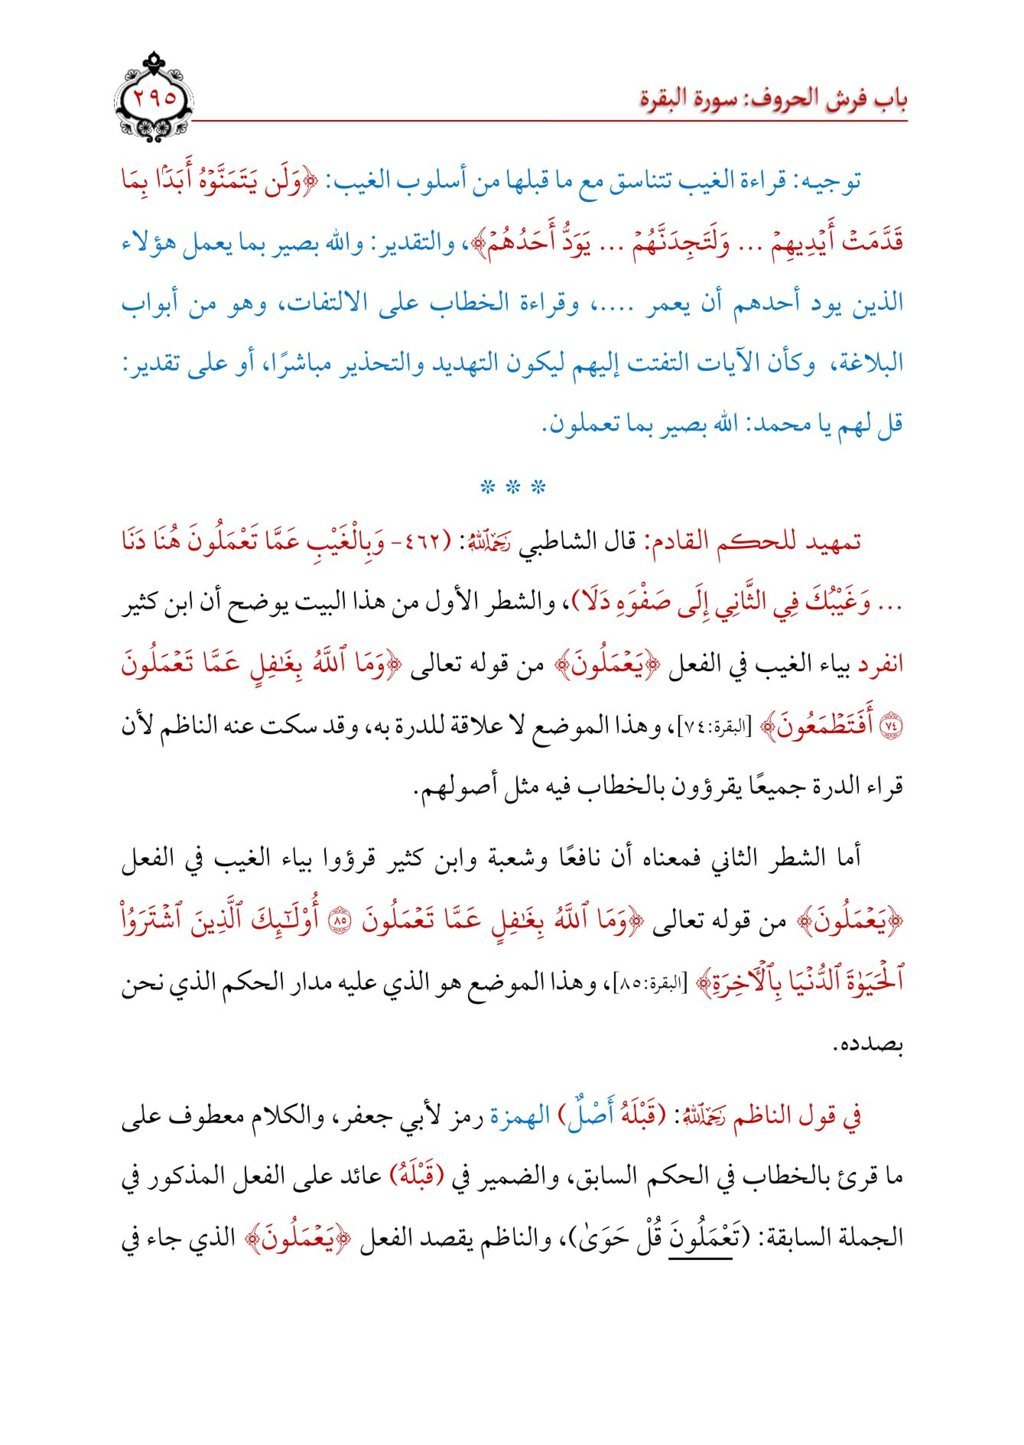 باب فرش الحروف: سورة البقرة
٢٩٥
توجيه: قراءة الغيب تتناسق مع ما قبلها من أسلوب الغيب: ﴿وَلَن يَتَمَنَّوۡهُ أَبَدَۢا بِمَا
قَدَّمَتۡ أَيۡدِيهِمۡ ... وَلَتَجِدَنَّهُمۡ ... يَوَدُّ أَحَدُهُمۡ﴾، والتقدير: والله بصير بما يعمل هؤلاء
الذين يود أحدهم أن يعمر ....، وقراءة الخطاب على الالتفات، وهو من أبواب
البلاغة، وكأن الآيات التفتت إليهم ليكون التهديد والتحذير مباشرًا، أو على تقدير:
قل لهم يا محمد: الله بصير بما تعملون.
* * *
تمهيد للحكم القادم: قال الشاطبي رَحِمَهُ اللَّهُ: (٤٦٢- وَبِالْغَيْبِ عَمَّا تَعْمَلُونَ هُنَا دَنَا
... وَغَيْبُكَ فِي الثَّانِي إِلَى صَفْوَهِ دَلَا)، والشطر الأول من هذا البيت يوضح أن ابن كثير
انفرد بياء الغيب في الفعل ﴿يَعۡمَلُونَ﴾ من قوله تعالى ﴿وَمَا ٱللَّهُ بِغَٰفِلٍ عَمَّا تَعۡمَلُونَ
۝٧٤ أَفَتَطۡمَعُونَ﴾ [البقرة:٧٤]، وهذا الموضع لا علاقة للدرة به، وقد سكت عنه الناظم لأن
قراء الدرة جميعًا يقرؤون بالخطاب فيه مثل أصولهم.
أما الشطر الثاني فمعناه أن نافعًا وشعبة وابن كثير قرؤوا بياء الغيب في الفعل
﴿يَعۡمَلُونَ﴾ من قوله تعالى ﴿وَمَا ٱللَّهُ بِغَٰفِلٍ عَمَّا تَعۡمَلُونَ ۝٨٥ أُوْلَٰٓئِكَ ٱلَّذِينَ ٱشۡتَرَوُاْ
ٱلۡحَيَوٰةَ ٱلدُّنۡيَا بِٱلۡأٓخِرَةِ﴾ [البقرة:٨٥]، وهذا الموضع هو الذي عليه مدار الحكم الذي نحن
بصدده.
في قول الناظم رَحِمَهُ اللَّهُ: (قَبْلَهُ أَصْلٌ) الهمزة رمز لأبي جعفر، والكلام معطوف على
ما قرئ بالخطاب في الحكم السابق، والضمير في (قَبْلَهُ) عائد على الفعل المذكور في
الجملة السابقة: (تَعْمَلُونَ قُلْ حَوَىٰ)، والناظم يقصد الفعل ﴿يَعۡمَلُونَ﴾ الذي جاء في